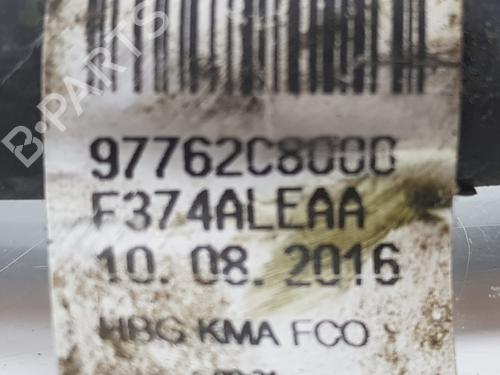 B-PARTS
97762C8000
F374ALEAA
10. 08. 2016
HBG KMA FCO